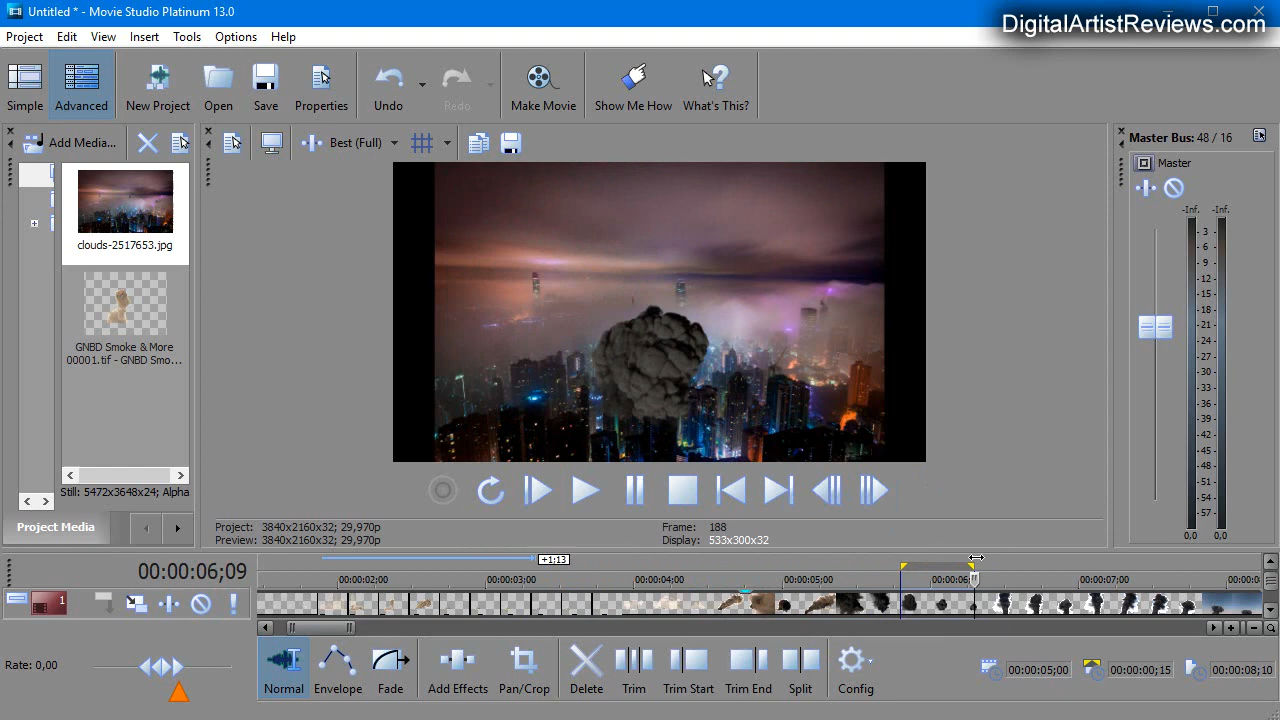 Untitled * - Movie Studio Platinum 13.0
DigitalArtistReviews.com
Project Edit View Insert Tools Options Help
Simple Advanced New Project Open Save Properties Undo Redo Make Movie Show Me How What's This?
Add Media...
Best (Full)
Master Bus: 48 / 16
Master
clouds-2517653.jpg
GNBD Smoke & More
00001.tif - GNBD Smo...
Still: 5472x3648x24; Alpha
Project Media
-Inf. -Inf.
3
6
9
12
15
18
21
24
27
30
33
36
39
42
45
48
51
54
57
0,0 0,0
Project: 3840x2160x32; 29,970p
Preview: 3840x2160x32; 29,970p
Frame: 188
Display: 533x300x32
+1:13
00:00:06;09
00:00:02;00 00:00:03;00 00:00:04;00 00:00:05;00 00:00:06; 00:00:07;00 00:00:0
1
Rate: 0,00
Normal Envelope Fade Add Effects Pan/Crop Delete Trim Trim Start Trim End Split Config
00:00:05;00 00:00:00;15 00:00:08;10